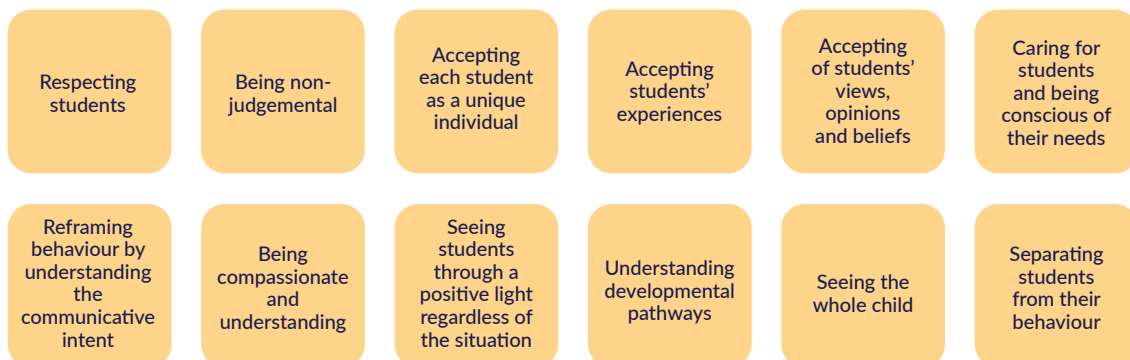 Respecting
students
Being non-
judgemental
Accepting
each student
as a unique
individual
Accepting
students’
experiences
Accepting
of students’
views,
opinions
and beliefs
Caring for
students
and being
conscious of
their needs
Reframing
behaviour by
understanding
the
communicative
intent
Being
compassionate
and
understanding
Seeing
students
through a
positive light
regardless of
the situation
Understanding
developmental
pathways
Seeing the
whole child
Separating
students
from their
behaviour